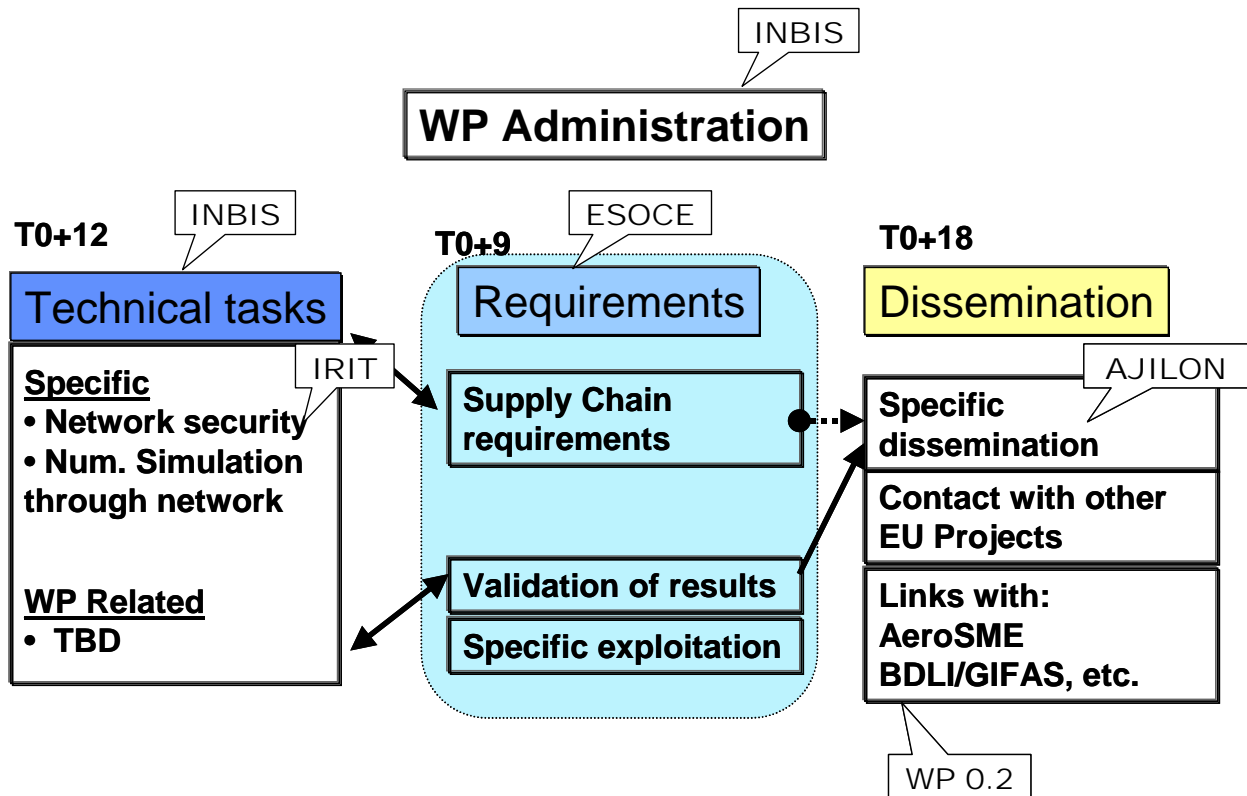 INBIS
WP Administration
INBIS
T0+12
Technical tasks
IRIT
Specific
• Network security
• Num. Simulation
through network
WP Related
• TBD
ESOCE
T0+9
Requirements
Supply Chain
requirements
Validation of results
Specific exploitation
T0+18
Dissemination
AJILON
Specific
dissemination
Contact with other
EU Projects
Links with:
AeroSME
BDLI/GIFAS, etc.
WP 0.2